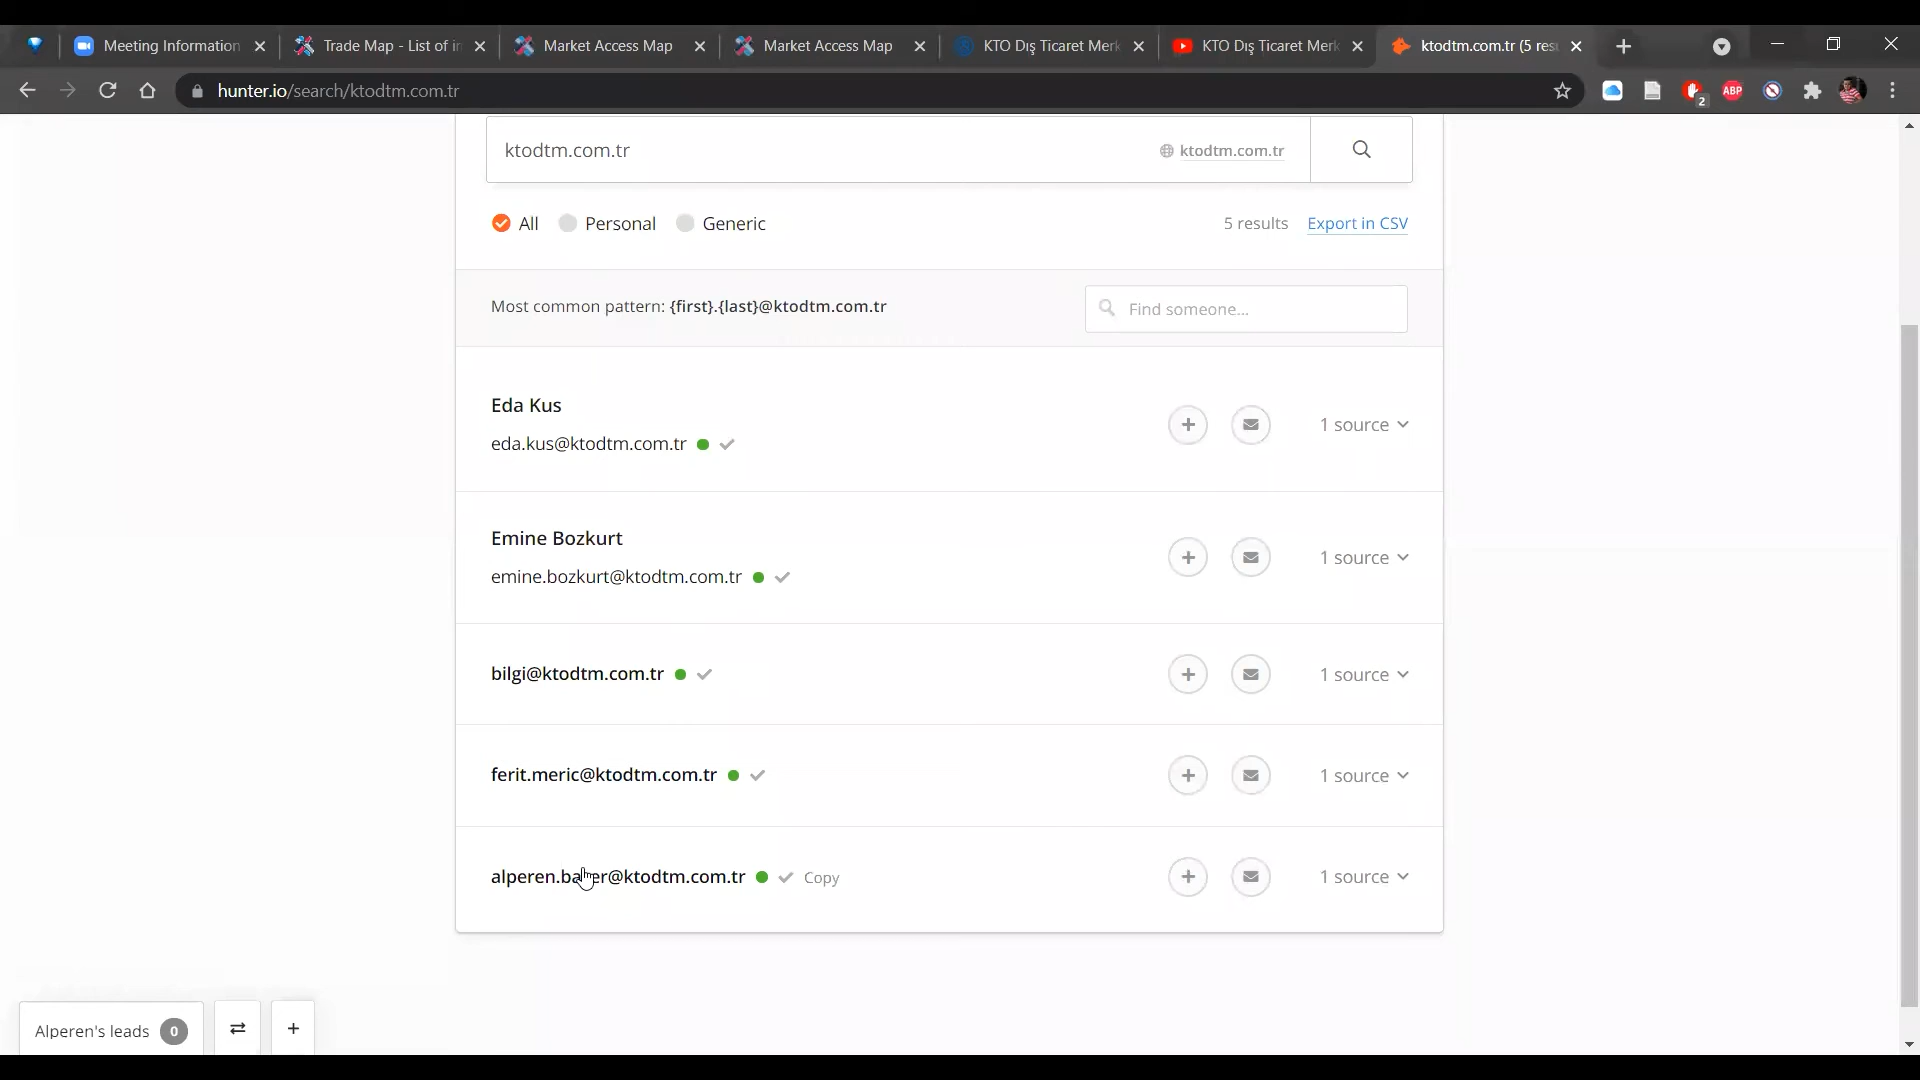 Meeting Information
Trade Map - List of in
Market Access Map
Market Access Map
KTO Dış Ticaret Merk
KTO Dış Ticaret Merk
ktodtm.com.tr (5 resu
hunter.io/search/ktodtm.com.tr
2
ABP
ktodtm.com.tr
ktodtm.com.tr
All
Personal
Generic
5 results
Export in CSV
Most common pattern: {first}.{last}@ktodtm.com.tr
Find someone...
Eda Kus
eda.kus@ktodtm.com.tr
1 source
Emine Bozkurt
emine.bozkurt@ktodtm.com.tr
1 source
bilgi@ktodtm.com.tr
1 source
ferit.meric@ktodtm.com.tr
1 source
Copy
1 source
Alperen's leads 0